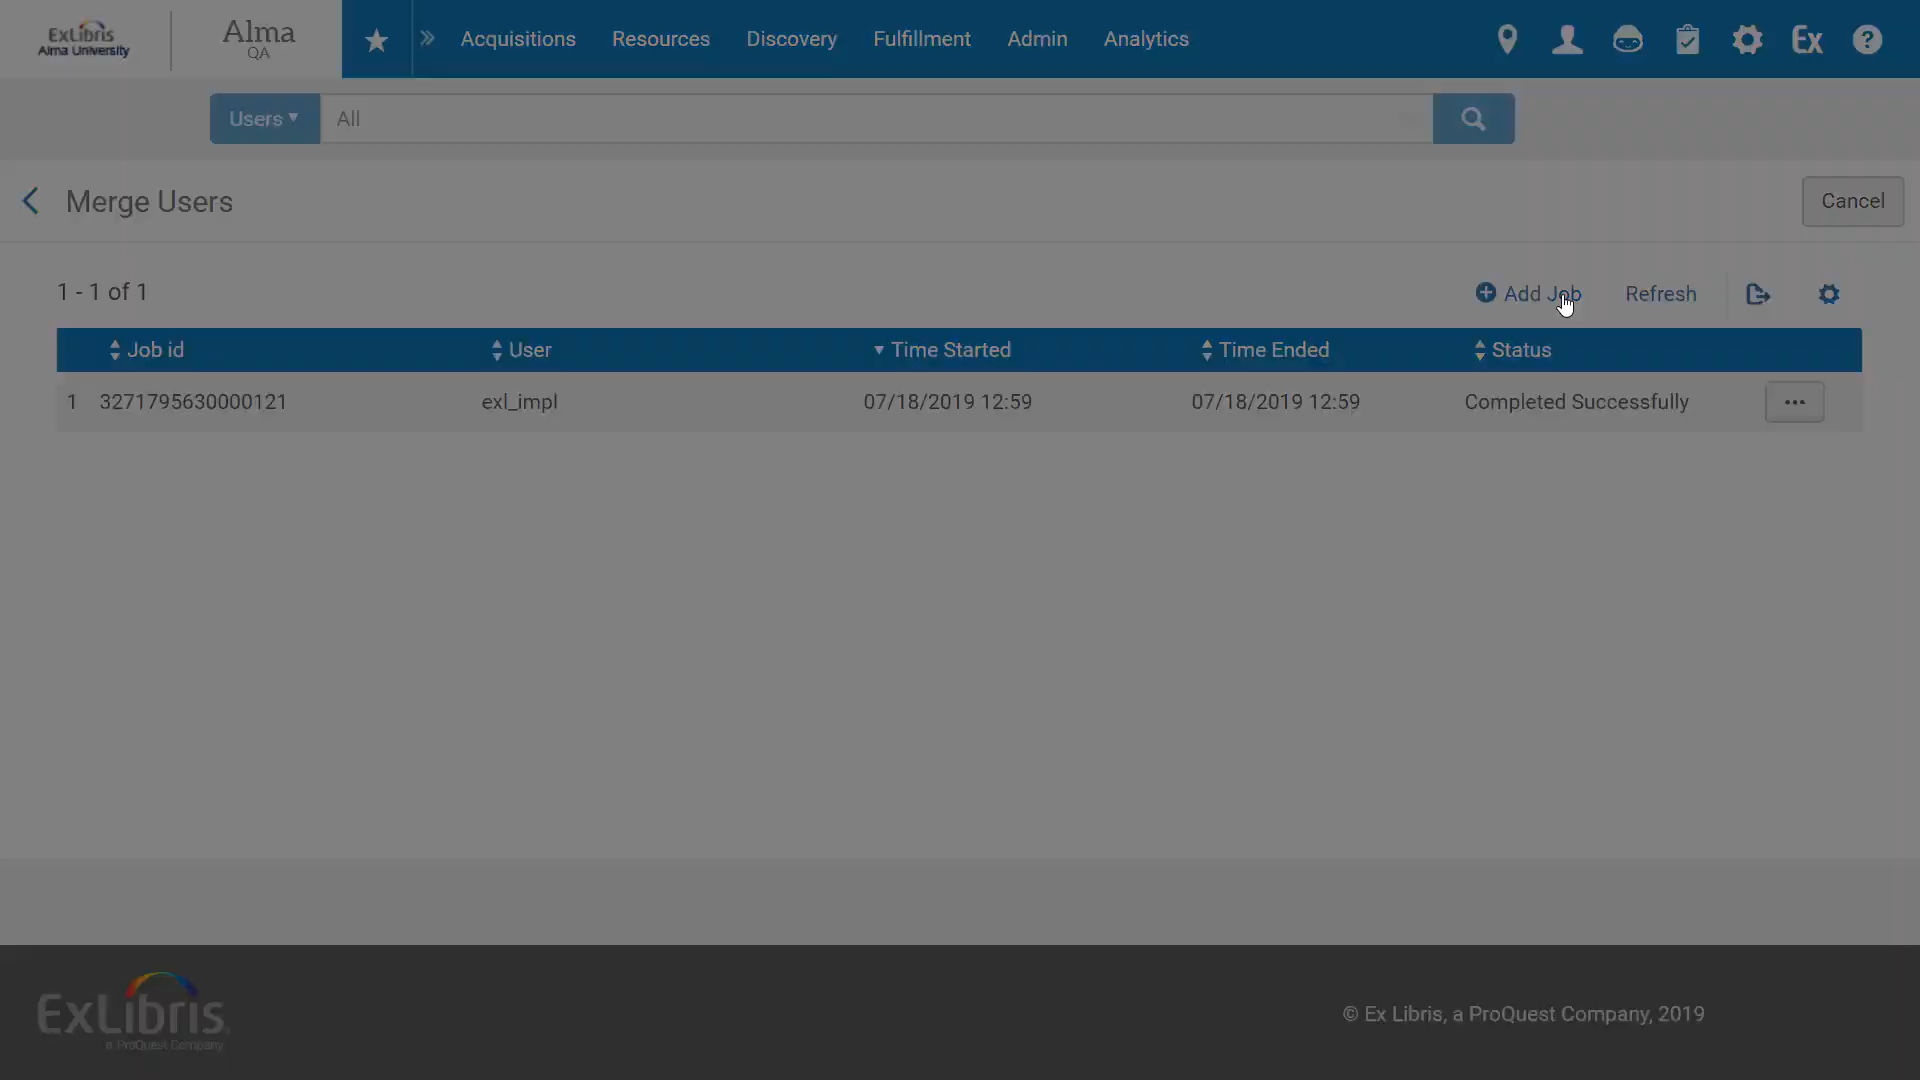 ExLibris
Alma University
Alma
QA
Acquisitions Resources Discovery Fulfillment Admin Analytics Ex ?
Users All
Merge Users Cancel
1 - 1 of 1 Add Job Refresh
Job id User Time Started Time Ended Status
1 3271795630000121 exl_impl 07/18/2019 12:59 07/18/2019 12:59 Completed Successfully ...
ExLibris
a ProQuest Company
© Ex Libris, a ProQuest Company, 2019